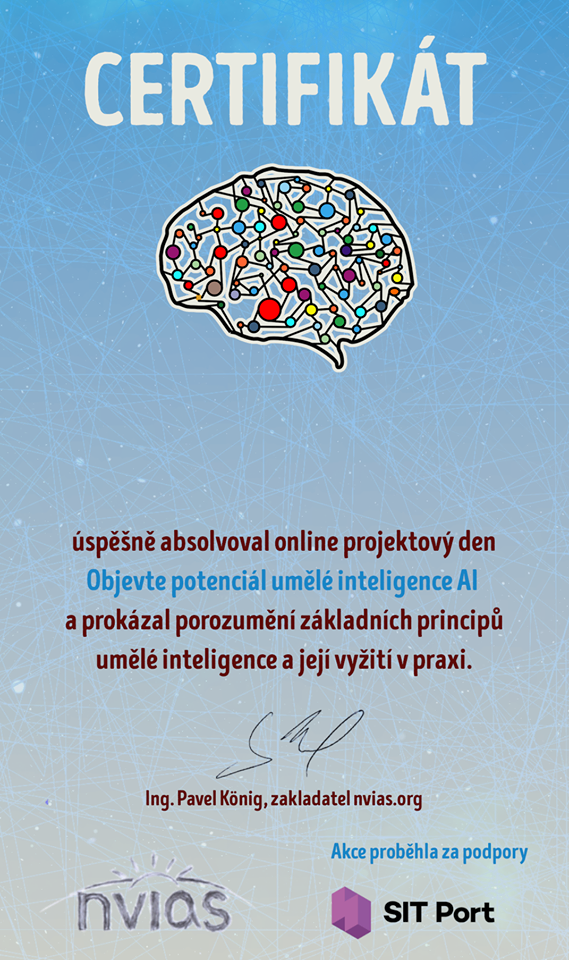 CERTIFIKÁT
úspěšně absolvoval online projektový den
Objevte potenciál umělé inteligence AI
a prokázal porozumění základních principů
umělé inteligence a její vyžití v praxi.
Ing. Pavel König, zakladatel nvias.org
Akce proběhla za podpory
nvias
SIT Port